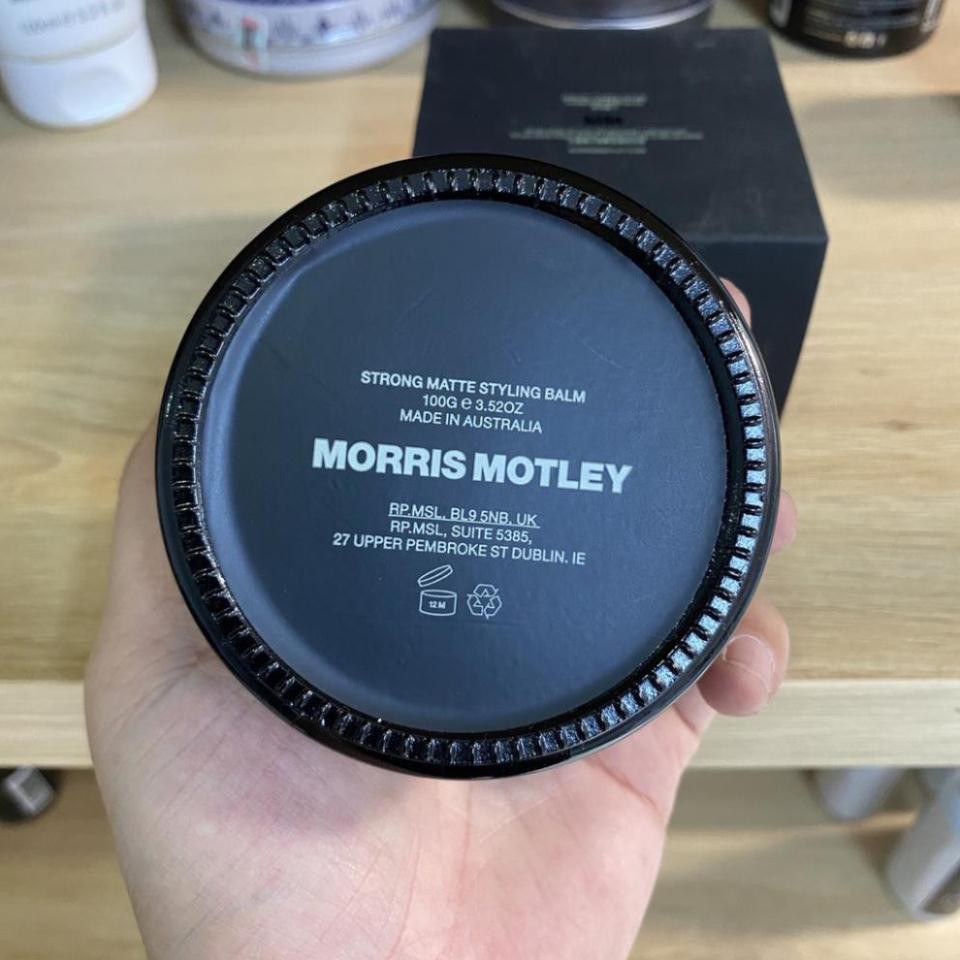 STRONG MATTE STYLING BALM
100G ℮ 3.52OZ
MADE IN AUSTRALIA
MORRIS MOTLEY
RP.MSL, BL9 5NB, UK
RP.MSL, SUITE 5385,
27 UPPER PEMBROKE ST DUBLIN. IE
12 M